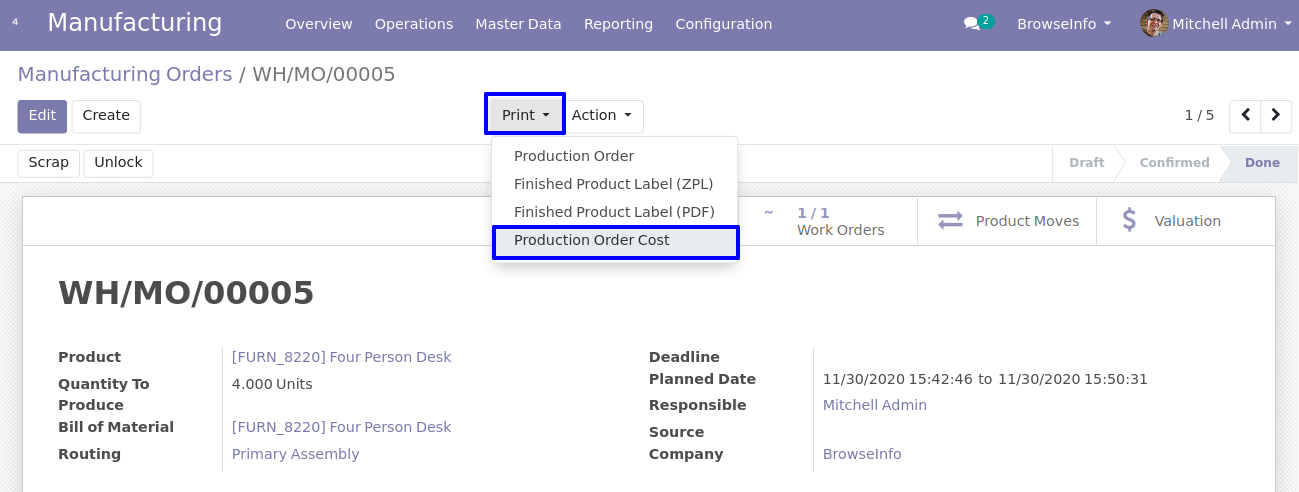 4 Manufacturing Overview Operations Master Data Reporting Configuration 2 BrowseInfo Mitchell Admin
Manufacturing Orders / WH/MO/00005
Edit Create Print Action 1 / 5
Scrap Unlock Draft Confirmed Done
Production Order
Finished Product Label (ZPL)
Finished Product Label (PDF)
Production Order Cost
~ 1 / 1
Work Orders
Product Moves
$ Valuation
WH/MO/00005
Product [FURN_8220] Four Person Desk
Quantity To Produce 4.000 Units
Bill of Material [FURN_8220] Four Person Desk
Routing Primary Assembly
Deadline
Planned Date 11/30/2020 15:42:46 to 11/30/2020 15:50:31
Responsible Mitchell Admin
Source
Company BrowseInfo